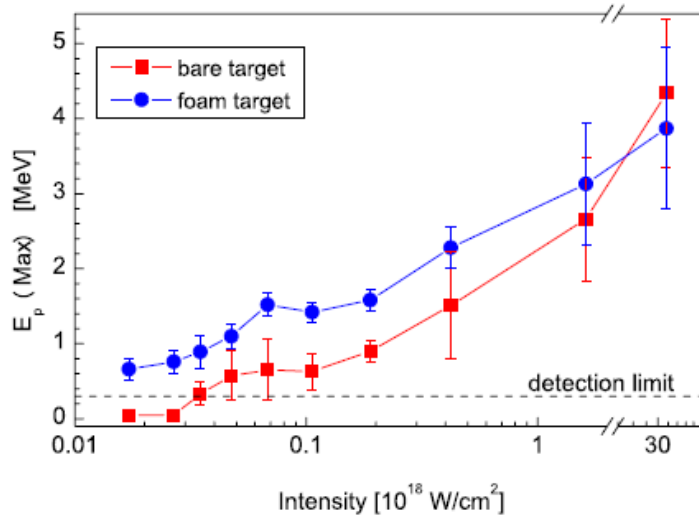 bare target
foam target
E_p (Max) [MeV]
5
4
3
2
1
0
detection limit
0.01
0.1
1
30
Intensity [10^18 W/cm^2]